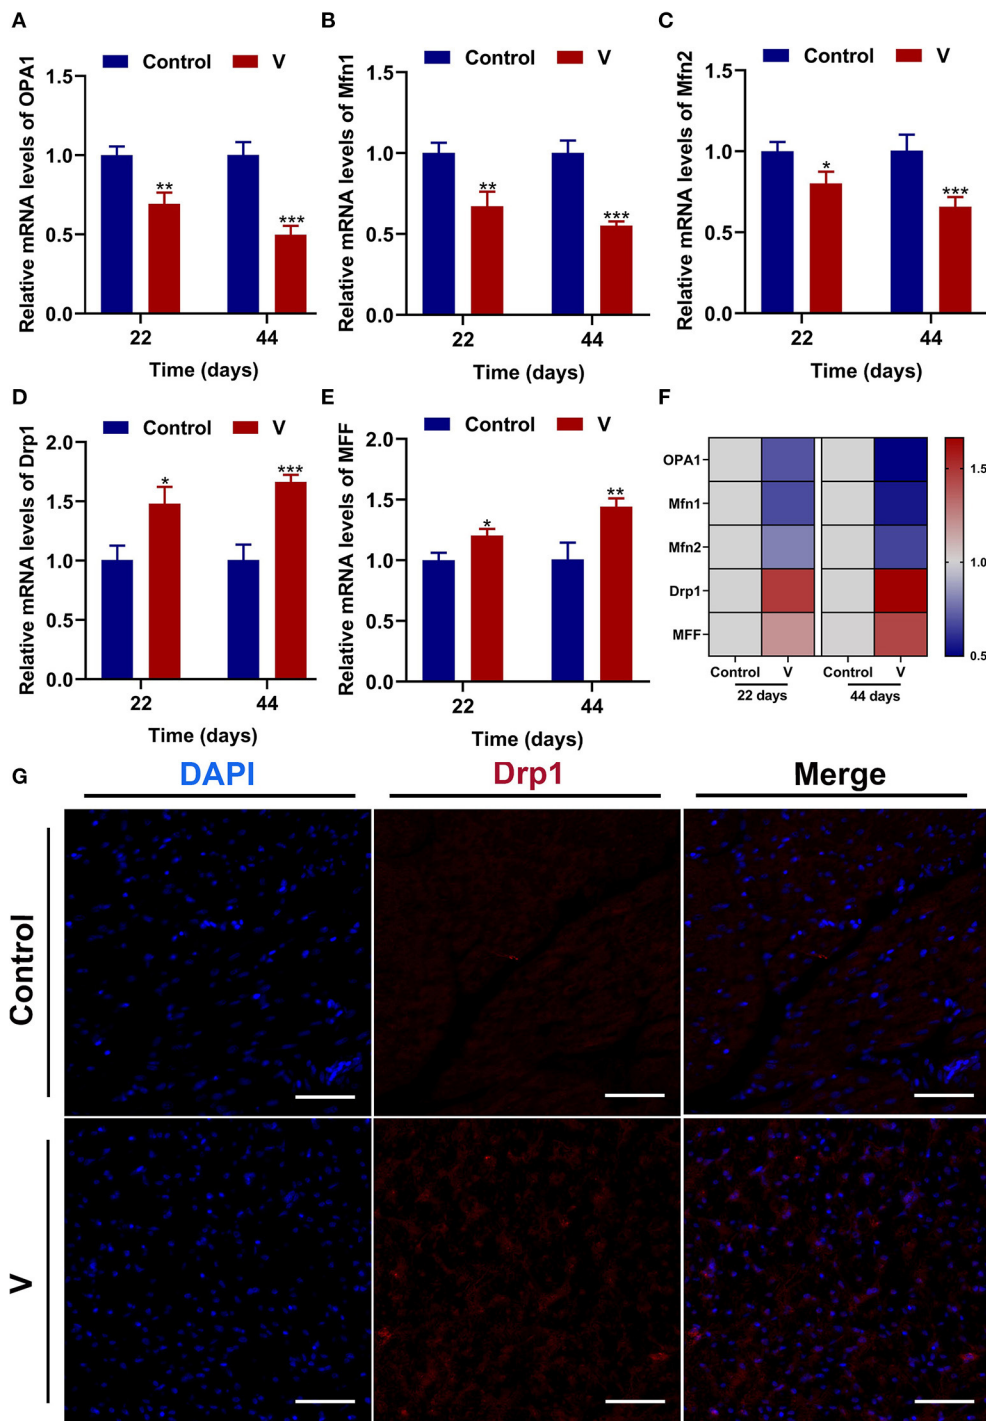 A
Control V
Relative mRNA levels of OPA1
1.5
1.0
0.5
0.0
**
***
22 44
Time (days)
B
Control V
Relative mRNA levels of Mfn1
1.5
1.0
0.5
0.0
**
***
22 44
Time (days)
C
Control V
Relative mRNA levels of Mfn2
1.5
1.0
0.5
0.0
*
***
22 44
Time (days)
D
Control V
Relative mRNA levels of Drp1
2.0
1.5
1.0
0.5
0.0
*
***
22 44
Time (days)
E
Control V
Relative mRNA levels of MFF
2.0
1.5
1.0
0.5
0.0
*
**
22 44
Time (days)
F
OPA1
Mfn1
Mfn2
Drp1
MFF
Control V Control V
22 days 44 days
1.5
1.0
0.5
G
DAPI Drp1 Merge
Control
V